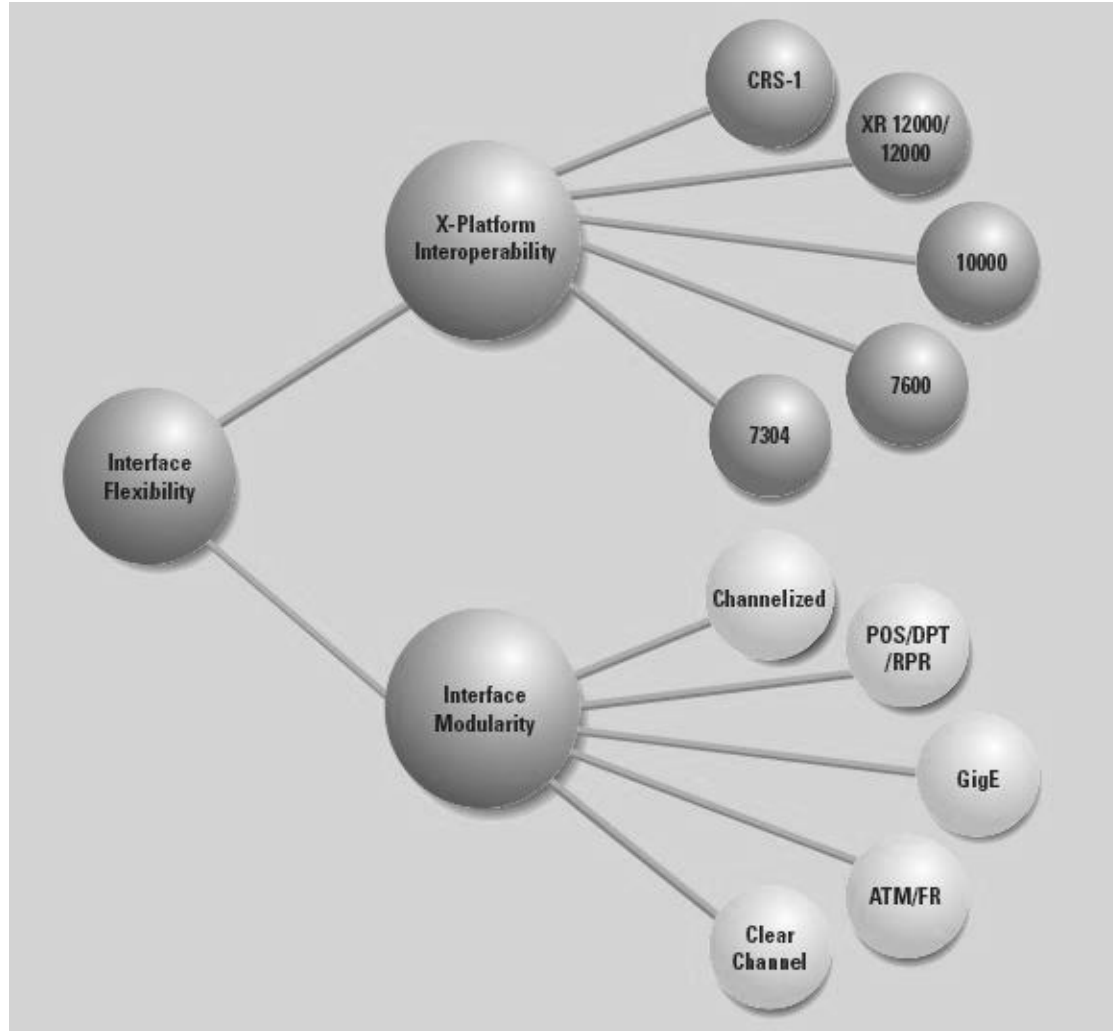 CRS-1
XR 12000/
12000
X-Platform
Interoperability
10000
7600
7304
Interface
Flexibility
Channelized
POS/DPT
/RPR
Interface
Modularity
GigE
ATM/FR
Clear
Channel